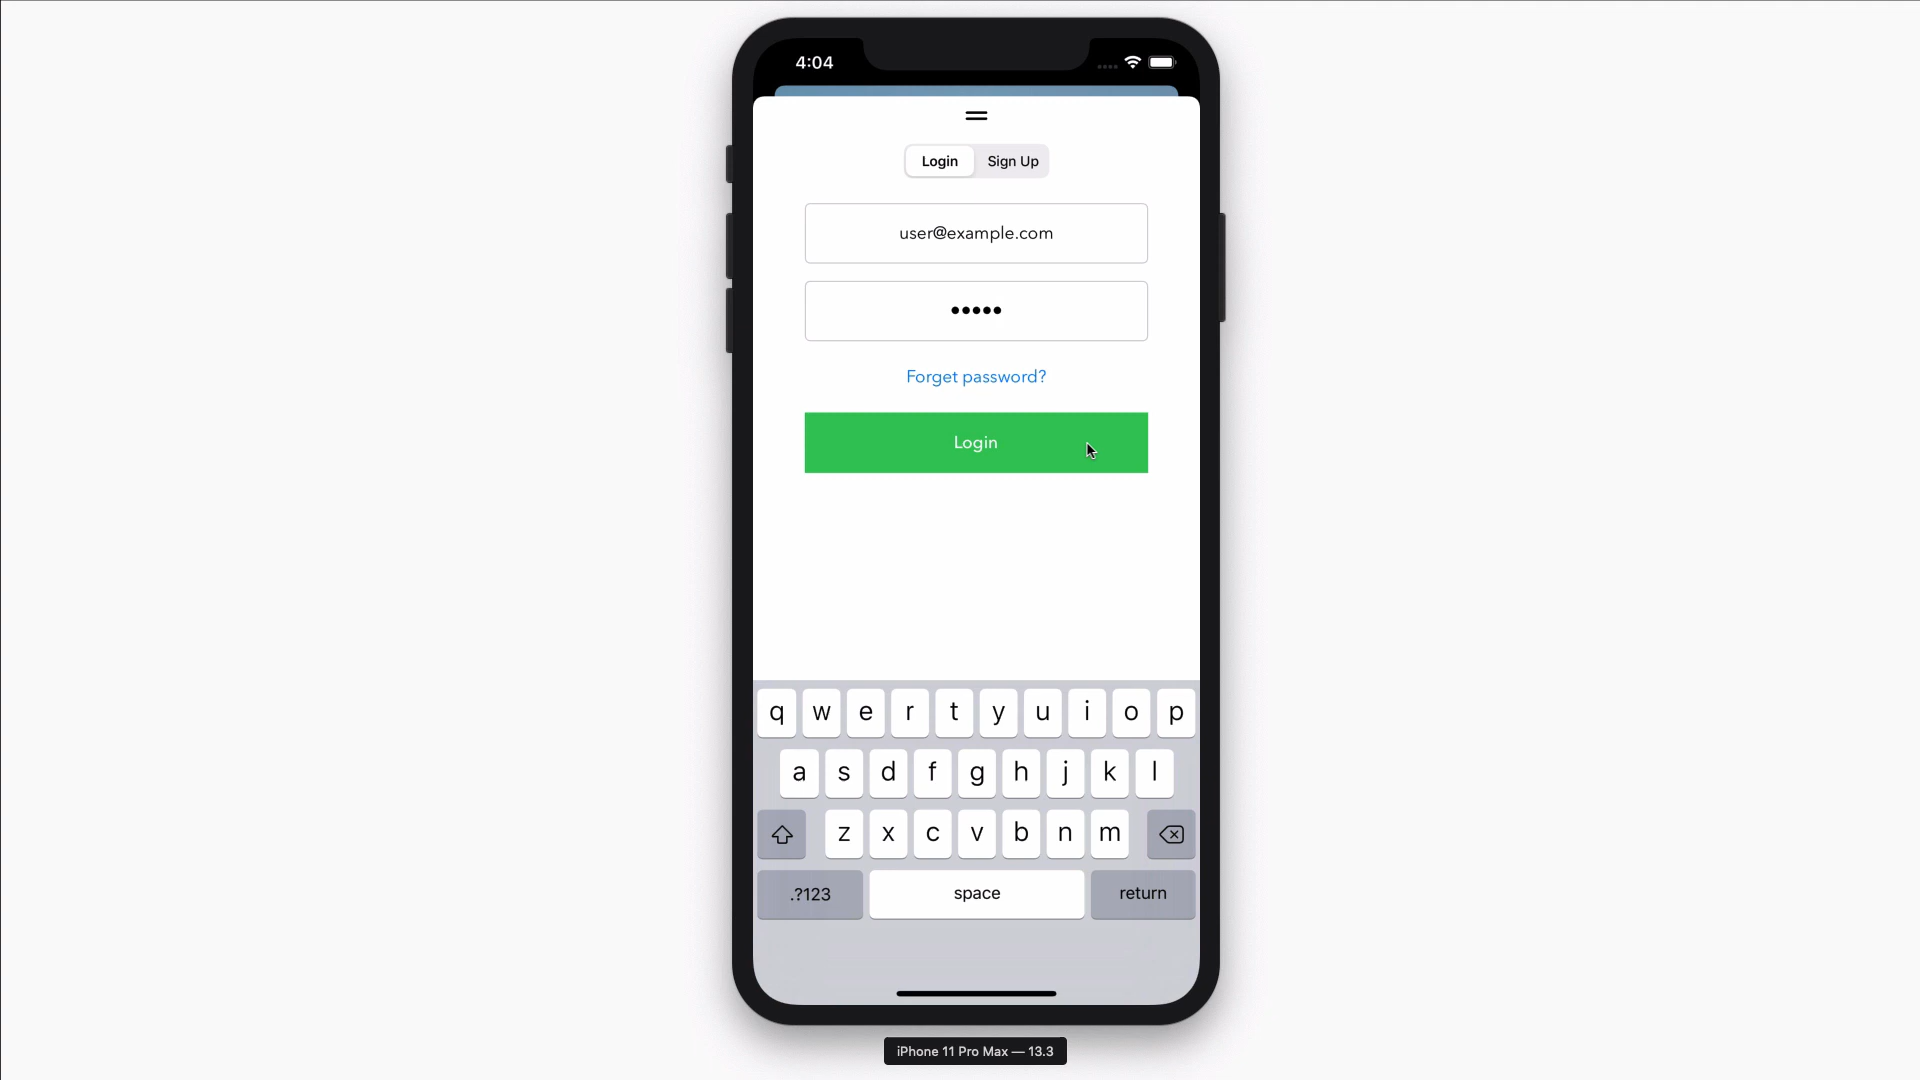 4:04
Login Sign Up
user@example.com
•••••
Forget password?
Login
q w e r t y u i o p
a s d f g h j k l
z x c v b n m
.?123 space return
iPhone 11 Pro Max — 13.3